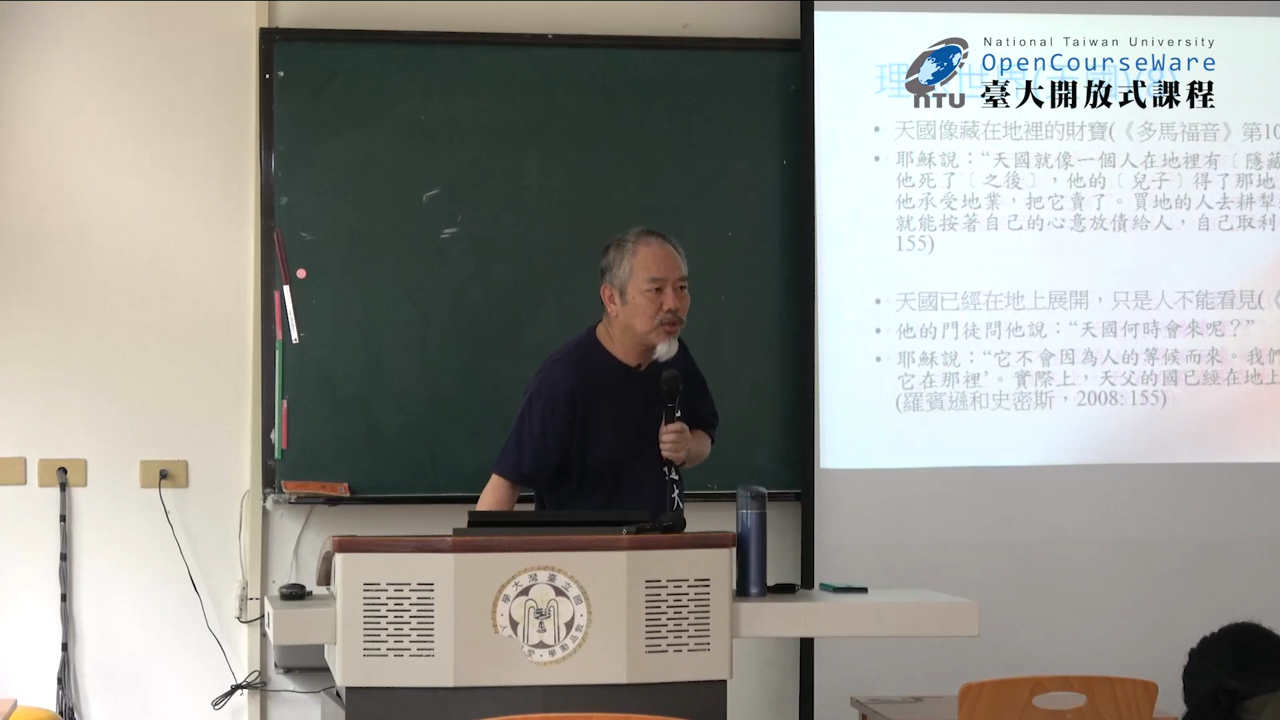 National Taiwan University
OpenCourseWare
NTU 臺大開放式課程
• 天國像藏在地裡的財寶(《多馬福音》第10
• 耶穌說：“天國就像一個人在地裡有〔隱藏
他死了〔之後〕，他的〔兒子〕得了那地
他承受地業，把它賣了。買地的人去耕犁
就能按著自己的心意放債給人，自己取利
155)
• 天國已經在地上展開，只是人不能看見(
• 他的門徒問他說：“天國何時會來呢？”
• 耶穌說：“它不會因為人的等候而來。我們
它在那裡’。實際上，天父的國已經在地上
(羅賓遜和史密斯，2008: 155)
大
國立臺灣大學